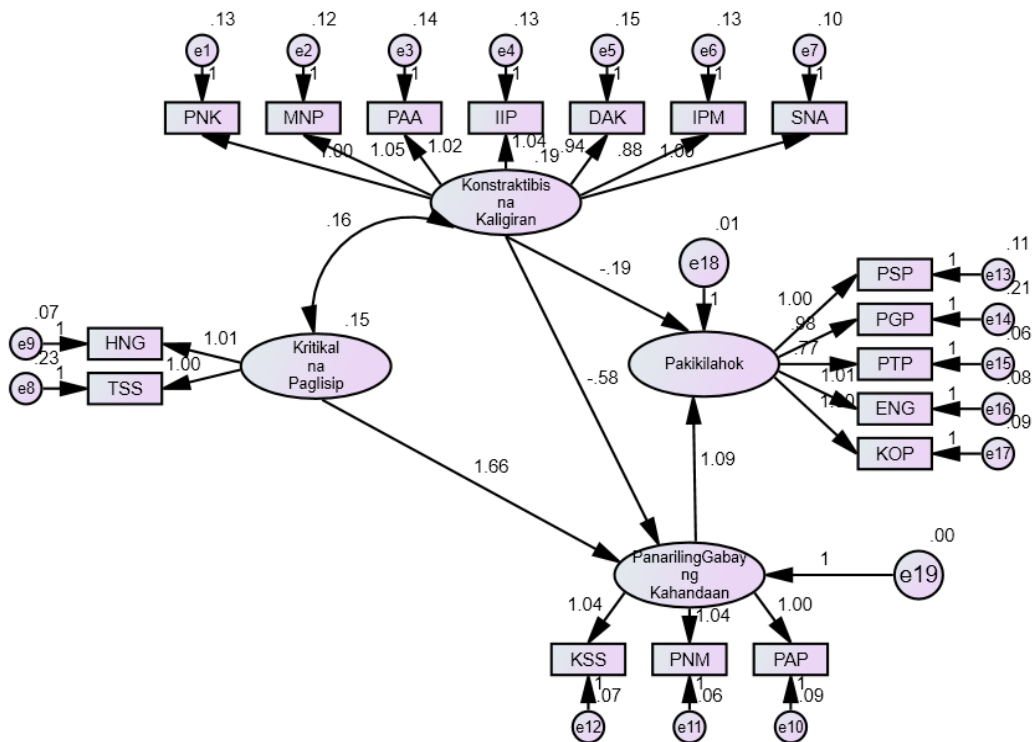 .13 .12 .14 .13 .15 .13 .10
e1 e2 e3 e4 e5 e6 e7
1 1 1 1 1 1 1
PNK MNP PAA IIP DAK IPM SNA
1.00 1.05 1.02 1.04 .94 .88 1.00
.19
Konstraktibis
na
Kaligiran
.16
.01
e18
1
-.19
.11
PSP 1 e13
.21
1.00
PGP 1 e14
.98
.06
PTP 1 e15
.77
.08
ENG 1 e16
1.01
.09
KOP 1 e17
Pakikilahok
.07
e9 1 HNG 1.01
.23
e8 1 TSS 1.00
.15
Kritikal
na
Paglisip
-.58
1.66
1.09
.00
PanarilingGabay
ng
Kahandaan
1
e19
1.04 1.04 1.00
KSS PNM PAP
1 1 1
.07 .06 .09
e12 e11 e10